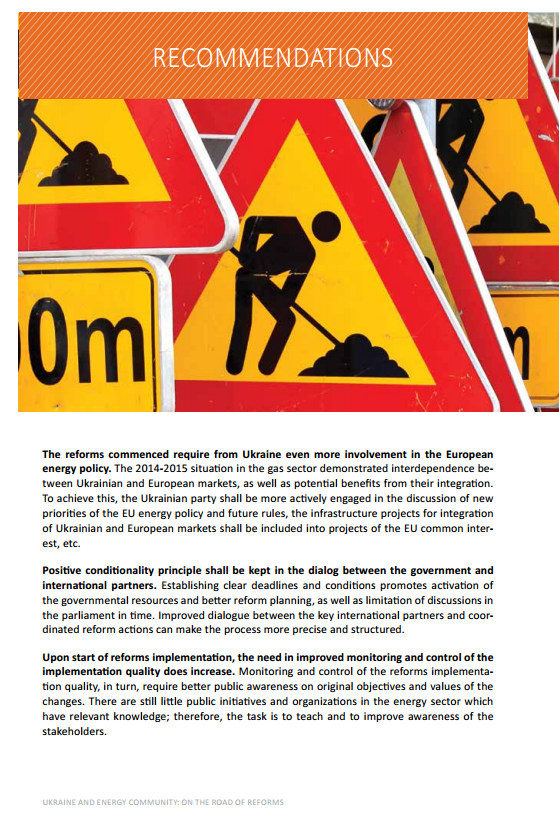 RECOMMENDATIONS
0m
m
The reforms commenced require from Ukraine even more involvement in the European
energy policy. The 2014-2015 situation in the gas sector demonstrated interdependence be-
tween Ukrainian and European markets, as well as potential benefits from their integration.
To achieve this, the Ukrainian party shall be more actively engaged in the discussion of new
priorities of the EU energy policy and future rules, the infrastructure projects for integration
of Ukrainian and European markets shall be included into projects of the EU common inter-
est, etc.
Positive conditionality principle shall be kept in the dialog between the government and
international partners. Establishing clear deadlines and conditions promotes activation of
the governmental resources and better reform planning, as well as limitation of discussions in
the parliament in time. Improved dialogue between the key international partners and coor-
dinated reform actions can make the process more precise and structured.
Upon start of reforms implementation, the need in improved monitoring and control of the
implementation quality does increase. Monitoring and control of the reforms implementa-
tion quality, in turn, require better public awareness on original objectives and values of the
changes. There are still little public initiatives and organizations in the energy sector which
have relevant knowledge; therefore, the task is to teach and to improve awareness of the
stakeholders.
UKRAINE AND ENERGY COMMUNITY: ON THE ROAD OF REFORMS